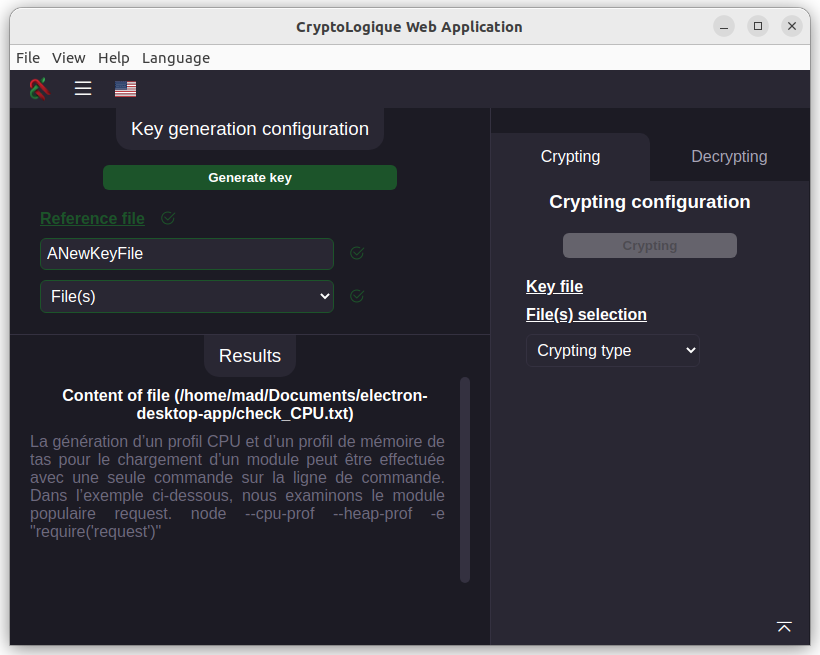 CryptoLogique Web Application
File View Help Language
Key generation configuration
Generate key
Reference file
ANewKeyFile
File(s)
Results
Content of file (/home/mad/Documents/electron-
desktop-app/check_CPU.txt)
La génération d’un profil CPU et d’un profil de mémoire de
tas pour le chargement d’un module peut être effectuée
avec une seule commande sur la ligne de commande.
Dans l’exemple ci-dessous, nous examinons le module
populaire request. node --cpu-prof --heap-prof -e
"require('request')"
Crypting Decrypting
Crypting configuration
Crypting
Key file
File(s) selection
Crypting type